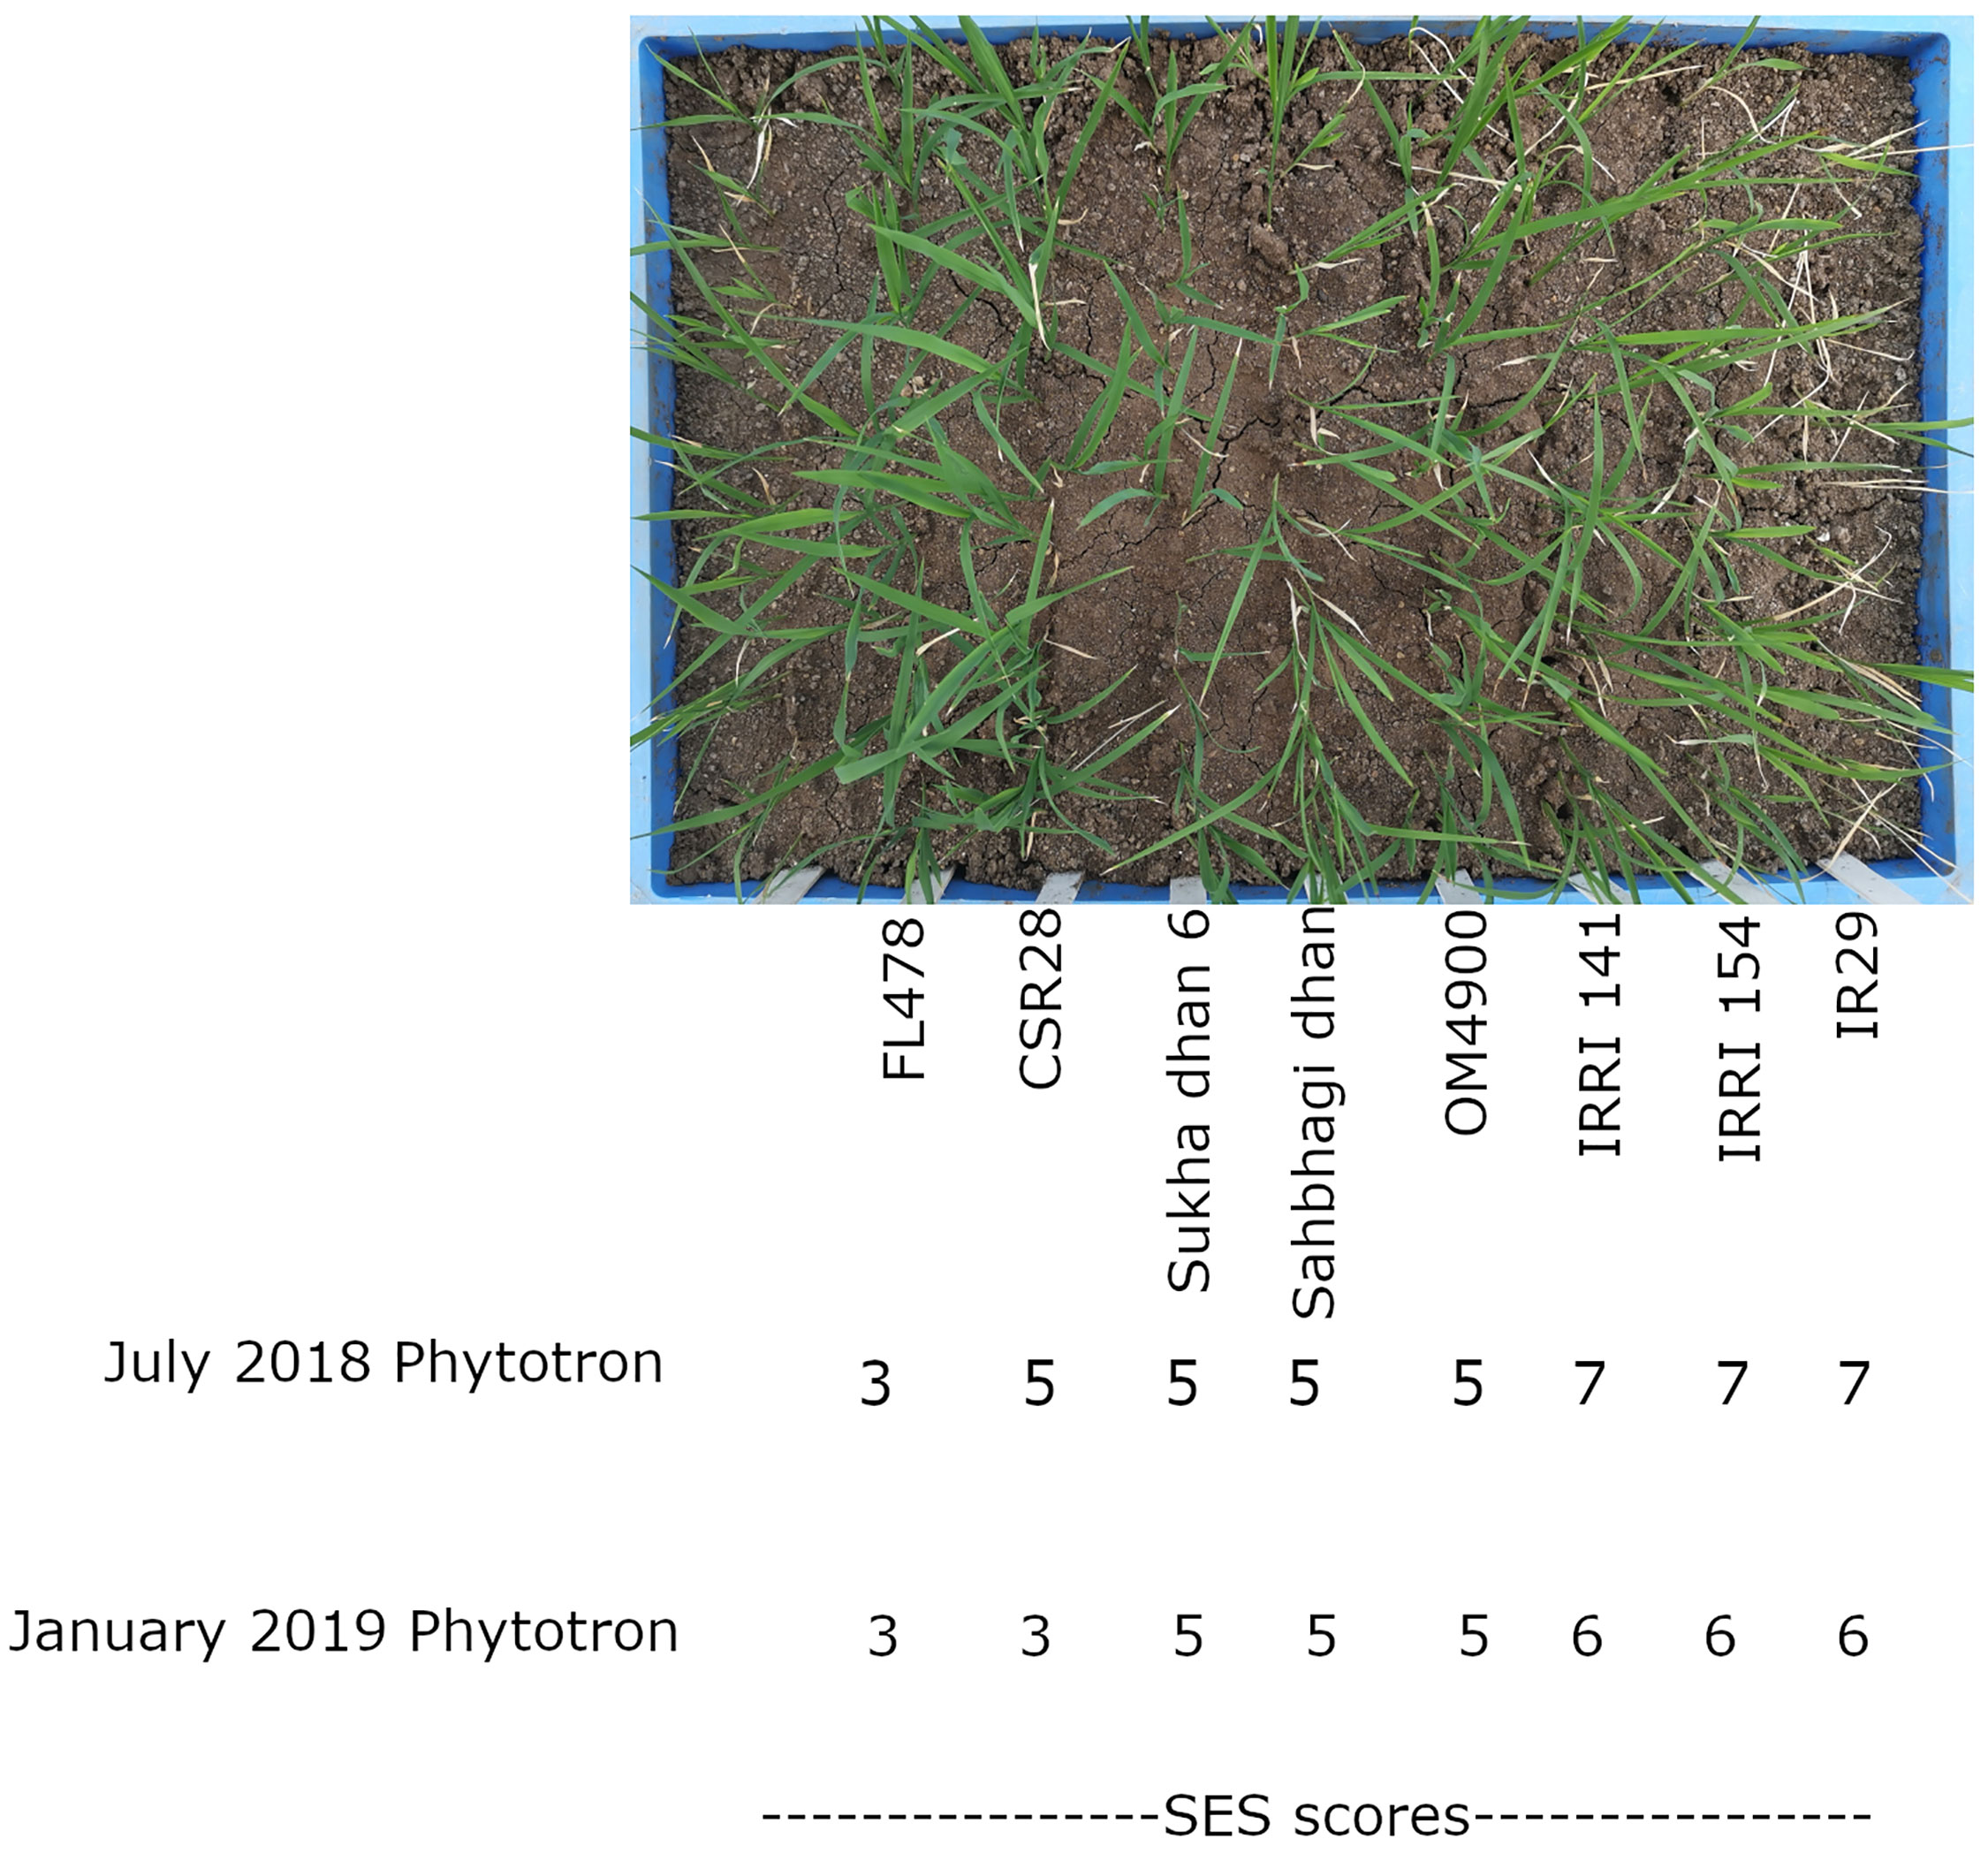 FL478
CSR28
Sukha dhan 6
Sahbhagi dhan
OM4900
IRRI 141
IRRI 154
IR29
July 2018 Phytotron 3 5 5 5 5 7 7 7
January 2019 Phytotron 3 3 5 5 5 6 6 6
----------------SES scores----------------